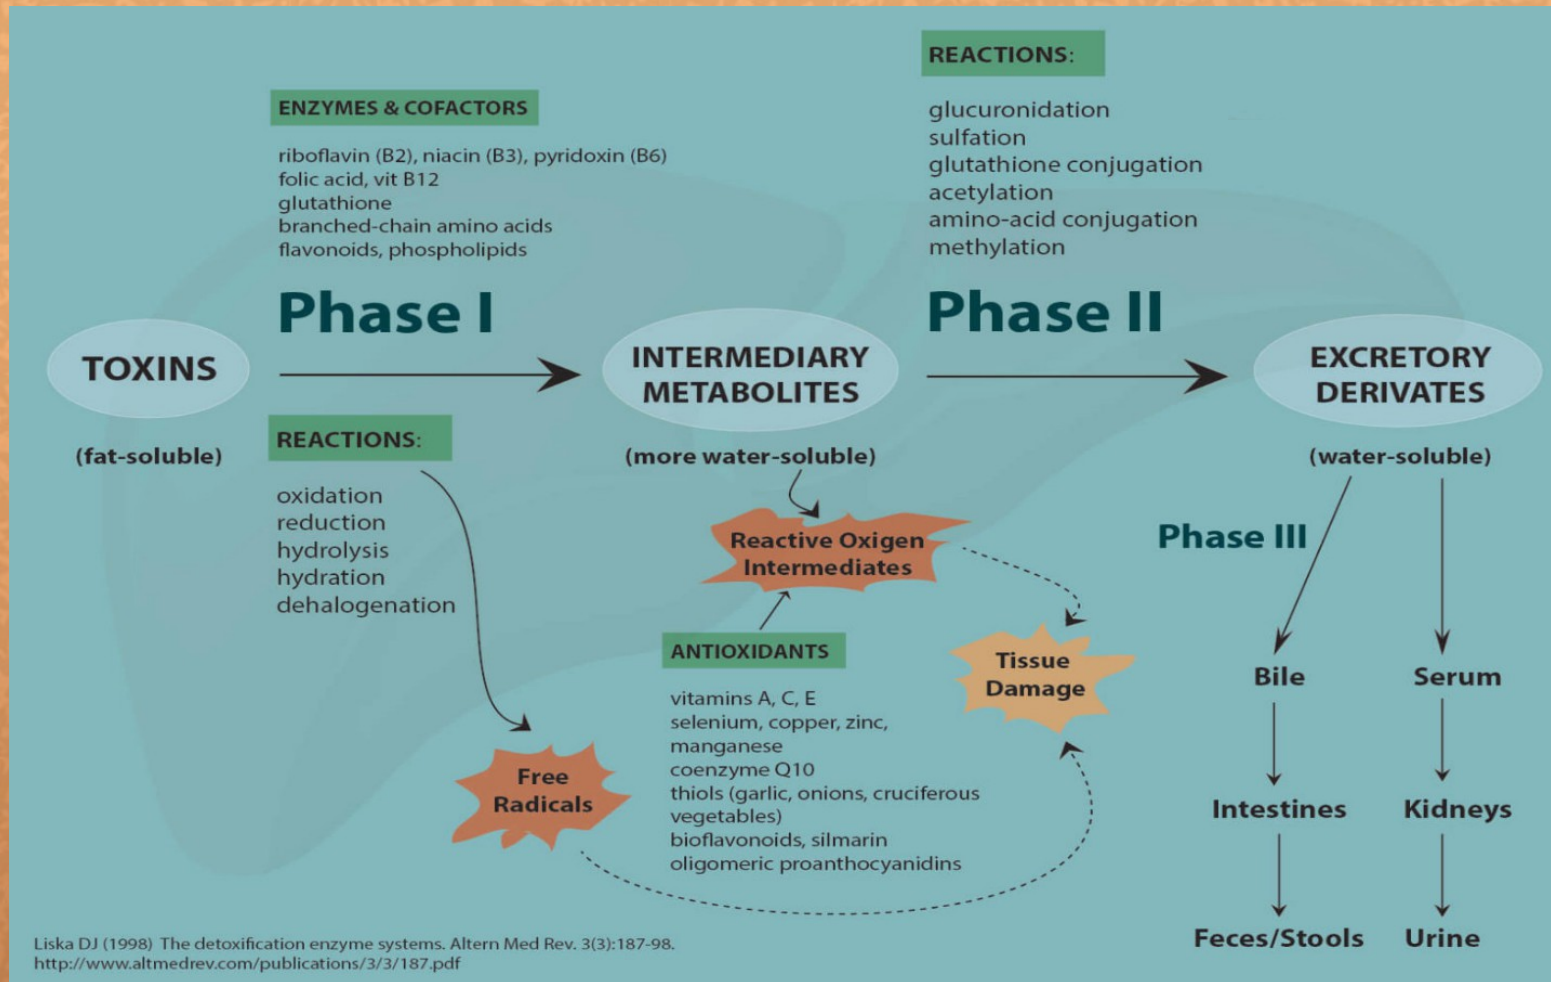 ENZYMES & COFACTORS
riboflavin (B2), niacin (B3), pyridoxin (B6)
folic acid, vit B12
glutathione
branched-chain amino acids
flavonoids, phospholipids
REACTIONS:
glucuronidation
sulfation
glutathione conjugation
acetylation
amino-acid conjugation
methylation
Phase I
Phase II
TOXINS
(fat-soluble)
INTERMEDIARY
METABOLITES
(more water-soluble)
EXCRETORY
DERIVATES
(water-soluble)
REACTIONS:
oxidation
reduction
hydrolysis
hydration
dehalogenation
Reactive Oxigen
Intermediates
Phase III
ANTIOXIDANTS
vitamins A, C, E
selenium, copper, zinc,
manganese
coenzyme Q10
thiols (garlic, onions, cruciferous
vegetables)
bioflavonoids, silmarin
oligomeric proanthocyanidins
Tissue
Damage
Free
Radicals
Bile
Serum
Intestines
Kidneys
Feces/Stools
Urine
Liska DJ (1998) The detoxification enzyme systems. Altern Med Rev. 3(3):187-98.
http://www.altmedrev.com/publications/3/3/187.pdf